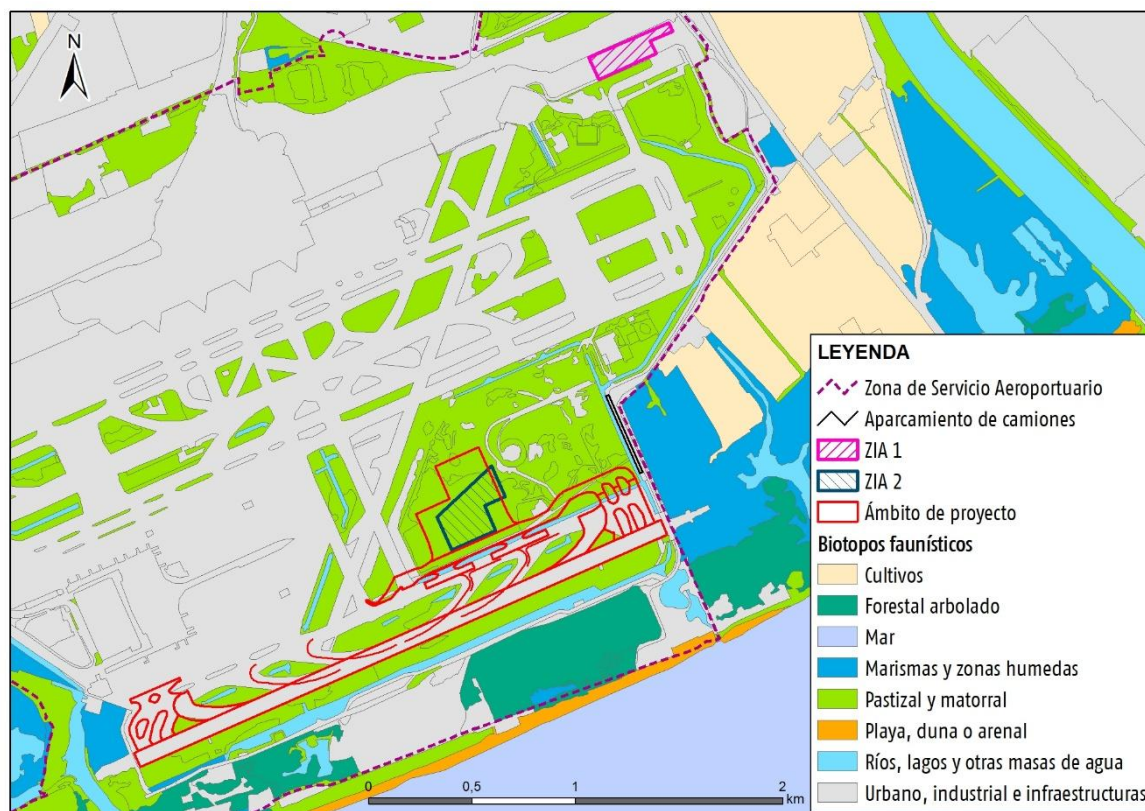 N
LEYENDA
Zona de Servicio Aeroportuario
Aparcamiento de camiones
ZIA 1
ZIA 2
Ámbito de proyecto
Biotopos faunísticos
Cultivos
Forestal arbolado
Mar
Marismas y zonas humedas
Pastizal y matorral
Playa, duna o arenal
Ríos, lagos y otras masas de agua
Urbano, industrial e infraestructuras
0 0,5 1 2
km